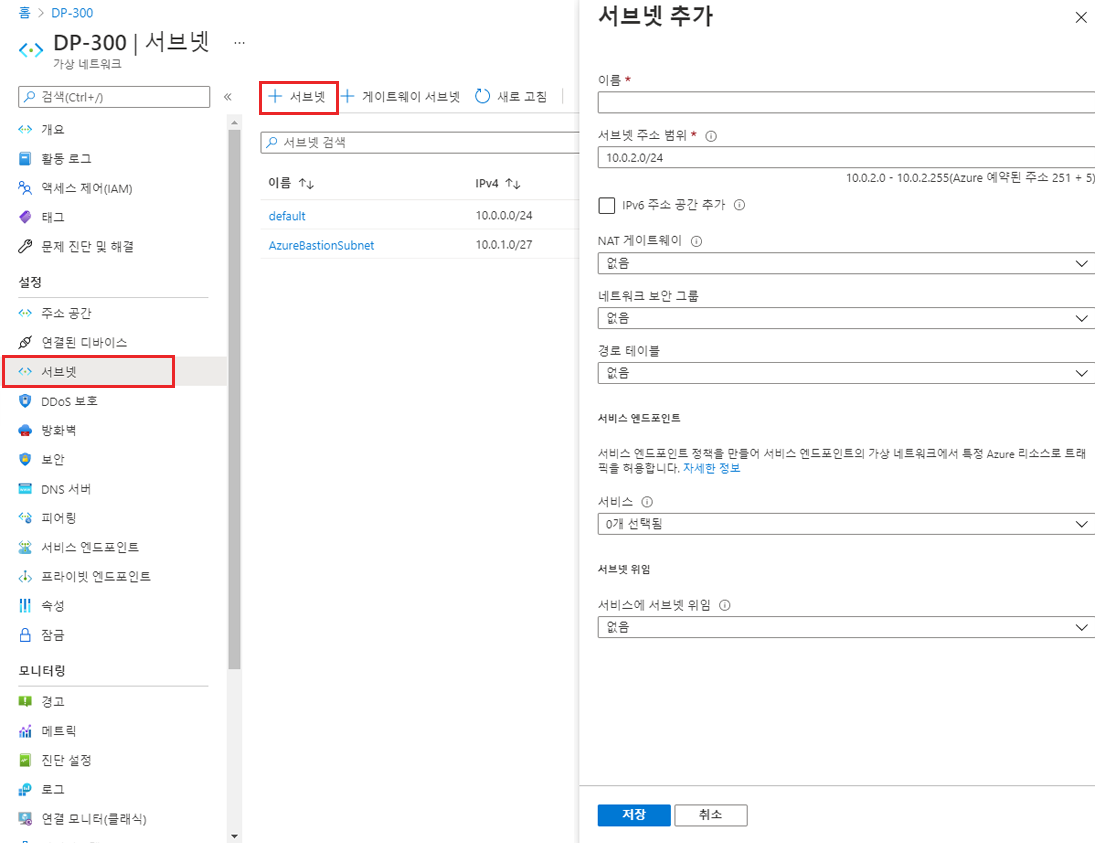 홈 > DP-300
DP-300 | 서브넷 ...
가상 네트워크
검색(Ctrl+/)
«
개요
활동 로그
액세스 제어(IAM)
태그
문제 진단 및 해결
설정
주소 공간
연결된 디바이스
서브넷
DDoS 보호
방화벽
보안
DNS 서버
피어링
서비스 엔드포인트
프라이빗 엔드포인트
속성
잠금
모니터링
경고
메트릭
진단 설정
로그
연결 모니터(클래식)
+ 서브넷 + 게이트웨이 서브넷 새로 고침
서브넷 검색
이름 ↑↓ IPv4 ↑↓
default 10.0.0.0/24
AzureBastionSubnet 10.0.1.0/27
서브넷 추가
이름 *
서브넷 주소 범위 *
10.0.2.0/24
10.0.2.0 - 10.0.2.255(Azure 예약된 주소 251 + 5)
IPv6 주소 공간 추가
NAT 게이트웨이
없음
네트워크 보안 그룹
없음
경로 테이블
없음
서비스 엔드포인트
서비스 엔드포인트 정책을 만들어 서비스 엔드포인트의 가상 네트워크에서 특정 Azure 리소스로 트래
픽을 허용합니다. 자세한 정보
서비스
0개 선택됨
서브넷 위임
서비스에 서브넷 위임
없음
저장 취소